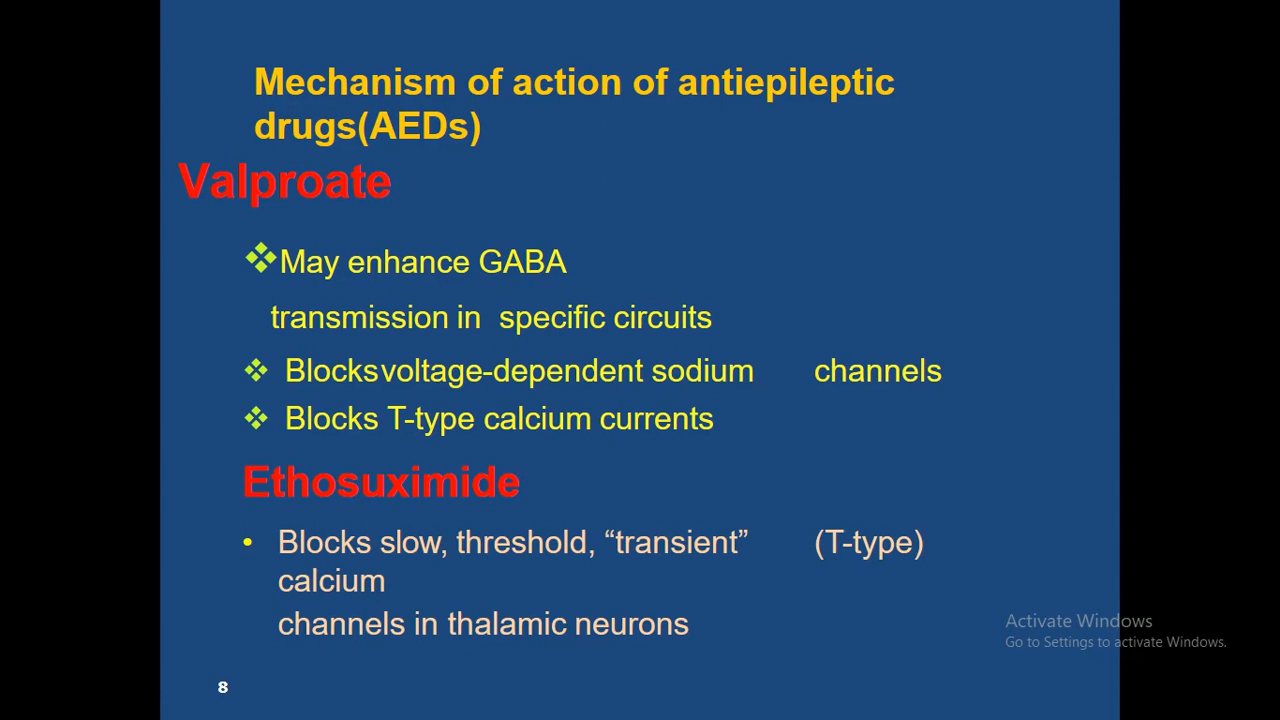 Mechanism of action of antiepileptic
drugs(AEDs)
Valproate
❖May enhance GABA
transmission in specific circuits
❖ Blocks voltage-dependent sodium channels
❖ Blocks T-type calcium currents
Ethosuximide
• Blocks slow, threshold, “transient” (T-type)
calcium
channels in thalamic neurons
Activate Windows
Go to Settings to activate Windows.
8